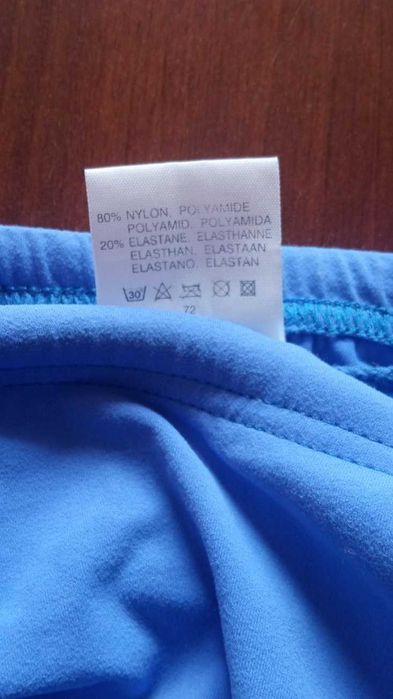 80% NYLON. POLYAMIDE
POLYAMID. POLYAMIDA
20% ELASTANE. ELASTHANNE
ELASTHAN. ELASTAAN
ELASTANO. ELASTAN
30
72